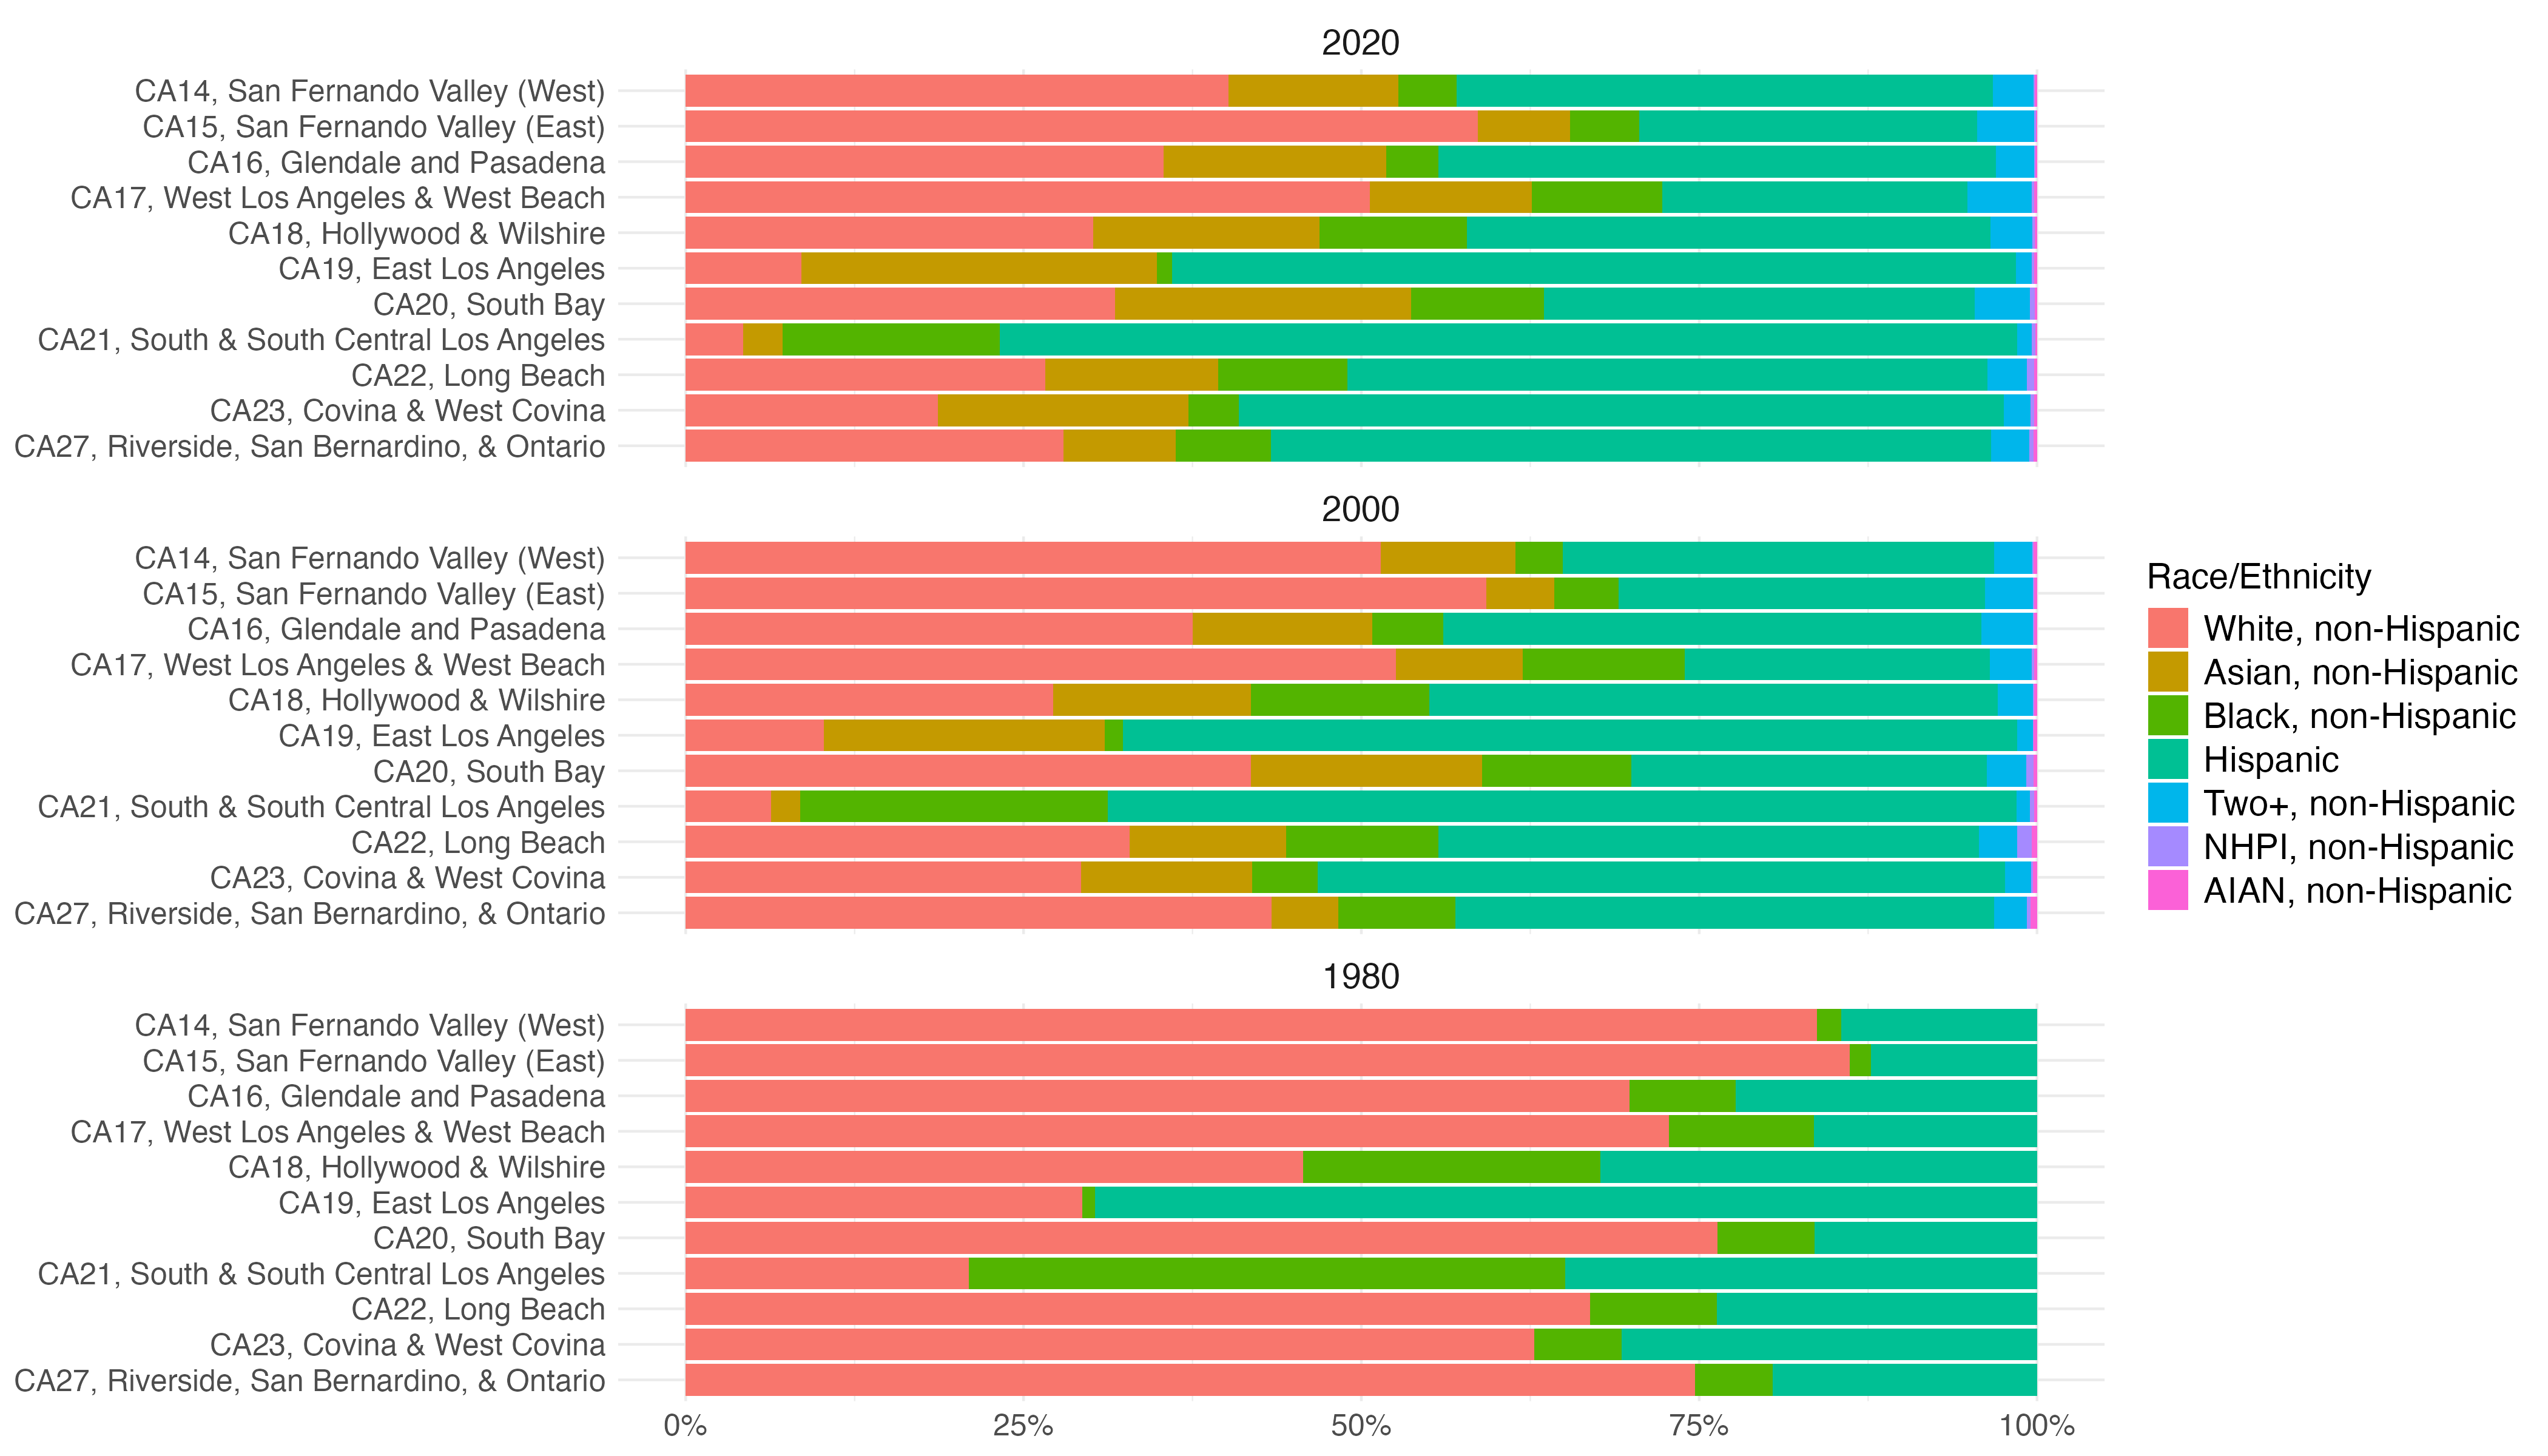 2020
CA14, San Fernando Valley (West)
CA15, San Fernando Valley (East)
CA16, Glendale and Pasadena
CA17, West Los Angeles & West Beach
CA18, Hollywood & Wilshire
CA19, East Los Angeles
CA20, South Bay
CA21, South & South Central Los Angeles
CA22, Long Beach
CA23, Covina & West Covina
CA27, Riverside, San Bernardino, & Ontario
2000
CA14, San Fernando Valley (West)
CA15, San Fernando Valley (East)
CA16, Glendale and Pasadena
CA17, West Los Angeles & West Beach
CA18, Hollywood & Wilshire
CA19, East Los Angeles
CA20, South Bay
CA21, South & South Central Los Angeles
CA22, Long Beach
CA23, Covina & West Covina
CA27, Riverside, San Bernardino, & Ontario
1980
CA14, San Fernando Valley (West)
CA15, San Fernando Valley (East)
CA16, Glendale and Pasadena
CA17, West Los Angeles & West Beach
CA18, Hollywood & Wilshire
CA19, East Los Angeles
CA20, South Bay
CA21, South & South Central Los Angeles
CA22, Long Beach
CA23, Covina & West Covina
CA27, Riverside, San Bernardino, & Ontario
0% 25% 50% 75% 100%
Race/Ethnicity
White, non-Hispanic
Asian, non-Hispanic
Black, non-Hispanic
Hispanic
Two+, non-Hispanic
NHPI, non-Hispanic
AIAN, non-Hispanic